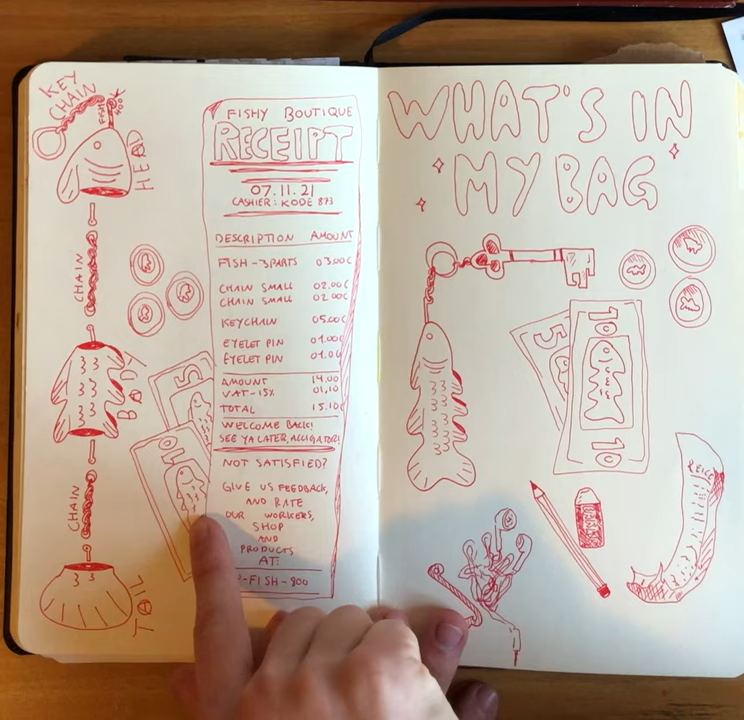 KEY
CHAIN
HOOK
HEAD
CHAIN
BODY
CHAIN
TAIL
5
10
FISHY BOUTIQUE
RECEIPT
07.11.21
CASHIER: KODE 873
DESCRIPTION AMOUNT
FISH-3PARTS 03.00€
CHAIN SMALL 02.00€
CHAIN SMALL 02.00€
KEYCHAIN 05.00€
EYELET PIN 01.00€
EYELET PIN 01.0€
AMOUNT 14.00
VAT-15% 01,10
TOTAL 15.10€
WELCOME BACK!
SEE YA LATER, ALLIGATOR!
NOT SATISFIED?
GIVE US FEEDBACK,
AND RATE
OUR WORKERS,
SHOP
AND
PRODUCTS
AT:
-FISH-800
WHAT'S IN
MY BAG
5
10
10